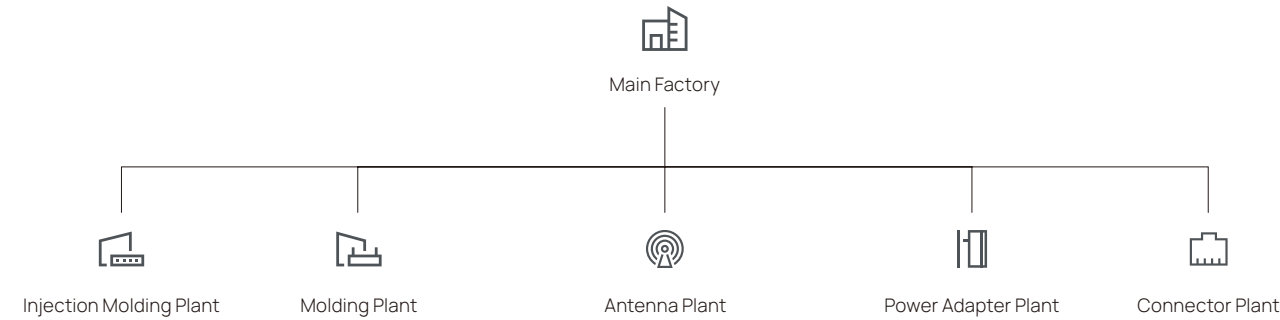 Main Factory
Injection Molding Plant
Molding Plant
Antenna Plant
Power Adapter Plant
Connector Plant